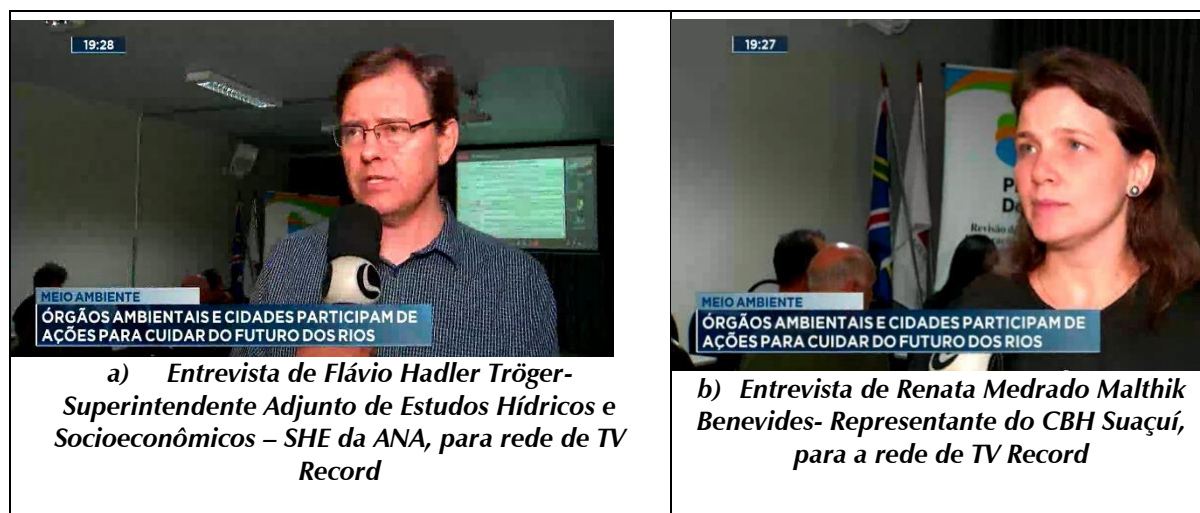 19:28
MEIO AMBIENTE
ÓRGÃOS AMBIENTAIS E CIDADES PARTICIPAM DE
AÇÕES PARA CUIDAR DO FUTURO DOS RIOS
a) Entrevista de Flávio Hadler Tröger-
Superintendente Adjunto de Estudos Hídricos e
Socioeconômicos – SHE da ANA, para rede de TV
Record
19:27
Revisão
MEIO AMBIENTE
ÓRGÃOS AMBIENTAIS E CIDADES PARTICIPAM DE
AÇÕES PARA CUIDAR DO FUTURO DOS RIOS
b) Entrevista de Renata Medrado Malthik
Benevides- Representante do CBH Suaçuí,
para a rede de TV Record